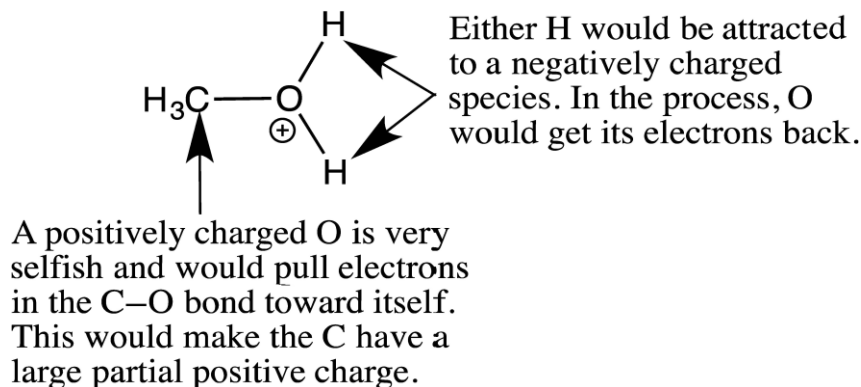 H
H₃C—O
⊕
H
Either H would be attracted
to a negatively charged
species. In the process, O
would get its electrons back.
A positively charged O is very
selfish and would pull electrons
in the C–O bond toward itself.
This would make the C have a
large partial positive charge.